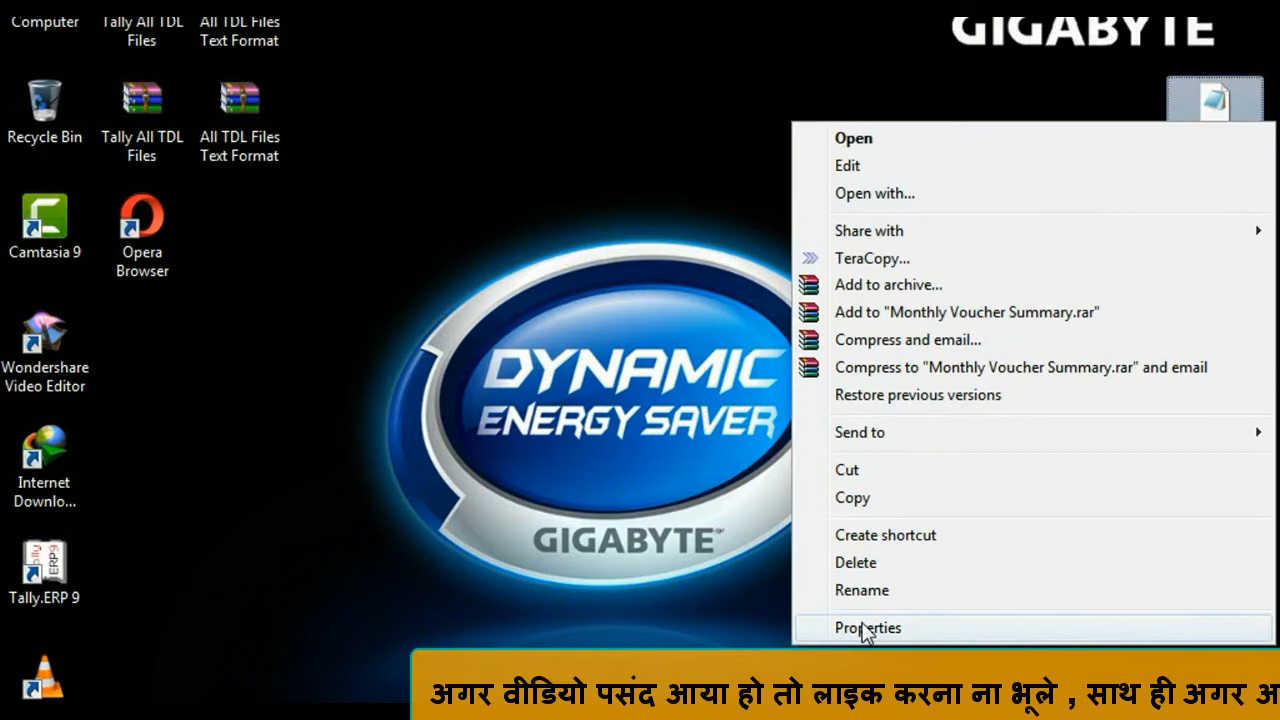 Computer
Tally All TDL
Files
All TDL Files
Text Format
GIGABYTE
Recycle Bin
Tally All TDL
Files
All TDL Files
Text Format
Camtasia 9
Opera
Browser
Wondershare
Video Editor
Internet
Downlo...
Tally
ERP9
Tally.ERP 9
DYNAMIC
ENERGY SAVER
GIGABYTE™
Open
Edit
Open with...
Share with
TeraCopy...
Add to archive...
Add to "Monthly Voucher Summary.rar"
Compress and email...
Compress to "Monthly Voucher Summary.rar" and email
Restore previous versions
Send to
Cut
Copy
Create shortcut
Delete
Rename
Properties
अगर वीडियो पसंद आया हो तो लाइक करना ना भूले , साथ ही अगर अ